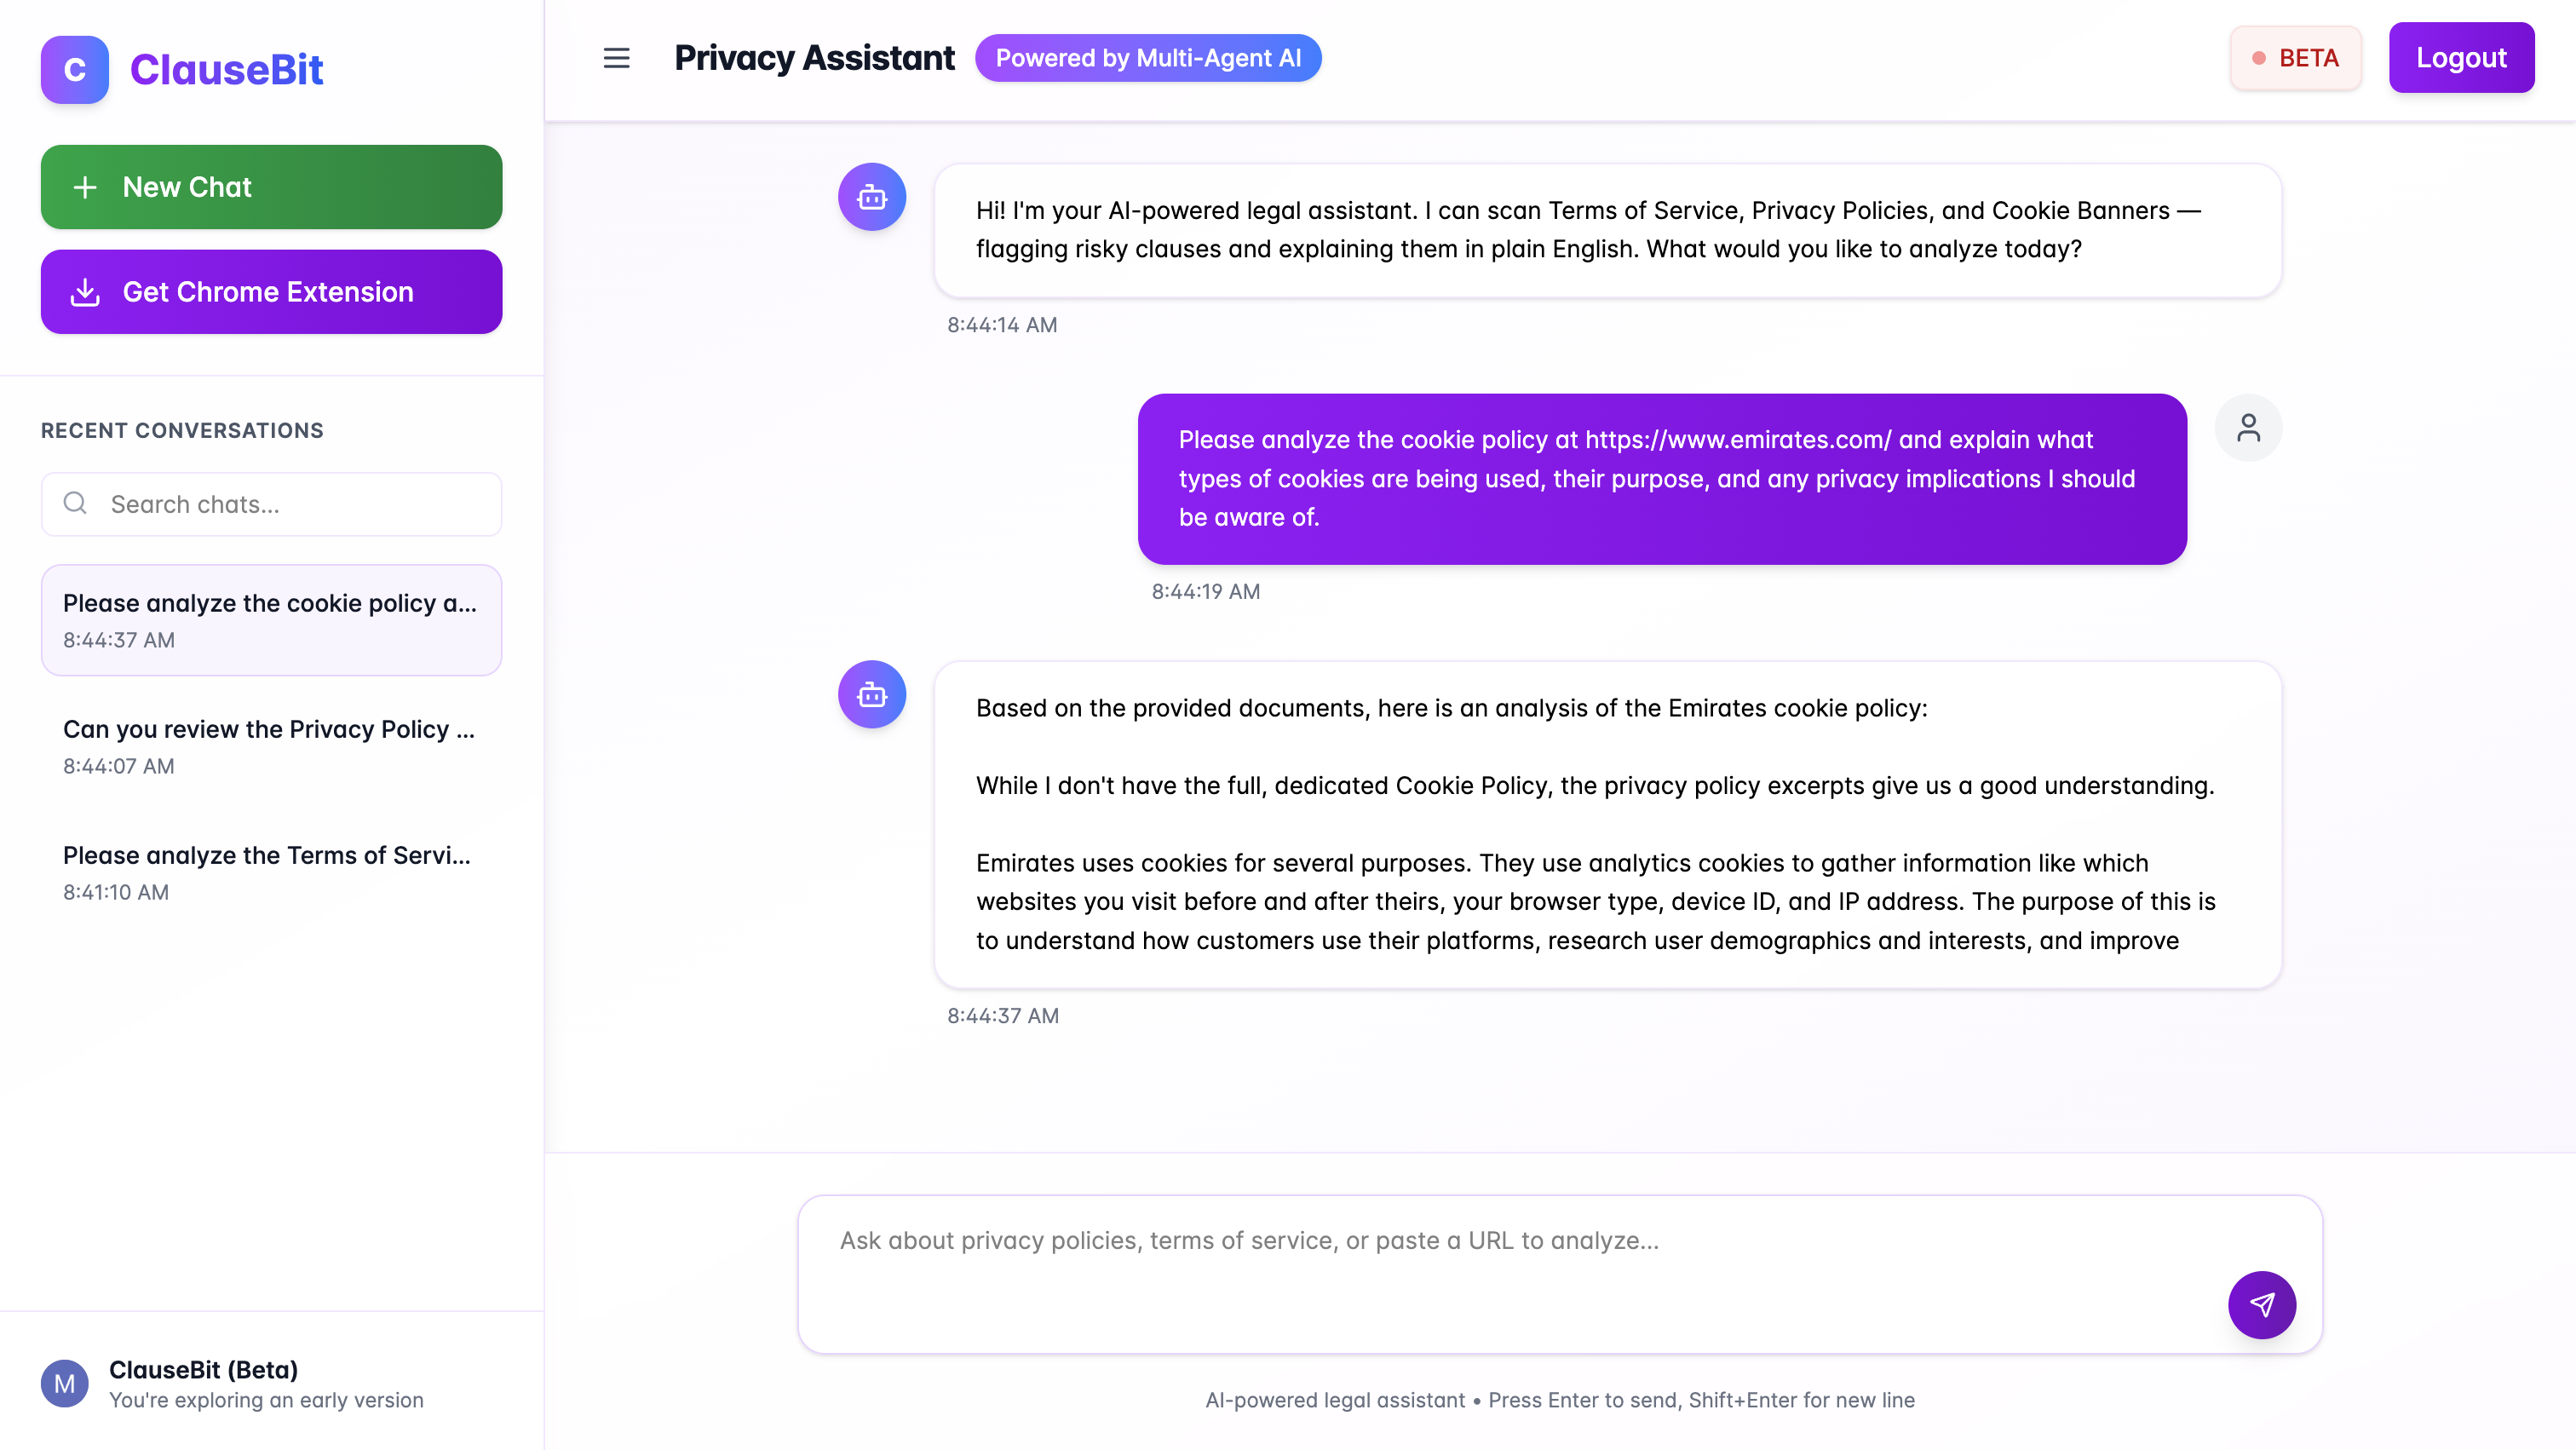 C ClauseBit
New Chat
Get Chrome Extension
RECENT CONVERSATIONS
Search chats...
Please analyze the cookie policy a...
8:44:37 AM
Can you review the Privacy Policy ...
8:44:07 AM
Please analyze the Terms of Servi...
8:41:10 AM
M
ClauseBit (Beta)
You're exploring an early version
Privacy Assistant
Powered by Multi-Agent AI
BETA
Logout
Hi! I'm your AI-powered legal assistant. I can scan Terms of Service, Privacy Policies, and Cookie Banners —
flagging risky clauses and explaining them in plain English. What would you like to analyze today?
8:44:14 AM
Please analyze the cookie policy at https://www.emirates.com/ and explain what
types of cookies are being used, their purpose, and any privacy implications I should
be aware of.
8:44:19 AM
Based on the provided documents, here is an analysis of the Emirates cookie policy:
While I don't have the full, dedicated Cookie Policy, the privacy policy excerpts give us a good understanding.
Emirates uses cookies for several purposes. They use analytics cookies to gather information like which
websites you visit before and after theirs, your browser type, device ID, and IP address. The purpose of this is
to understand how customers use their platforms, research user demographics and interests, and improve
8:44:37 AM
Ask about privacy policies, terms of service, or paste a URL to analyze...
AI-powered legal assistant • Press Enter to send, Shift+Enter for new line